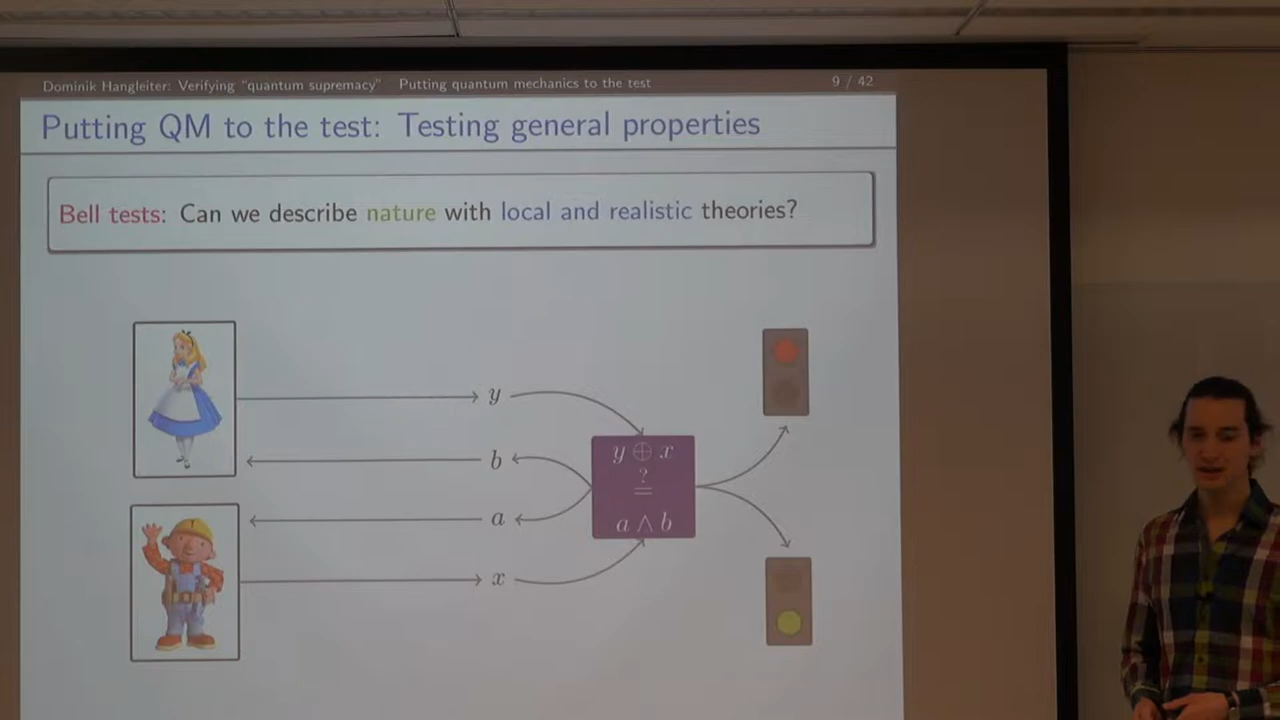 Dominik Hangleiter: Verifying "quantum supremacy" Putting quantum mechanics to the test 9 / 42
Putting QM to the test: Testing general properties
Bell tests: Can we describe nature with local and realistic theories?
y
b
a
x
y ⊕ x
?
=
a ∧ b